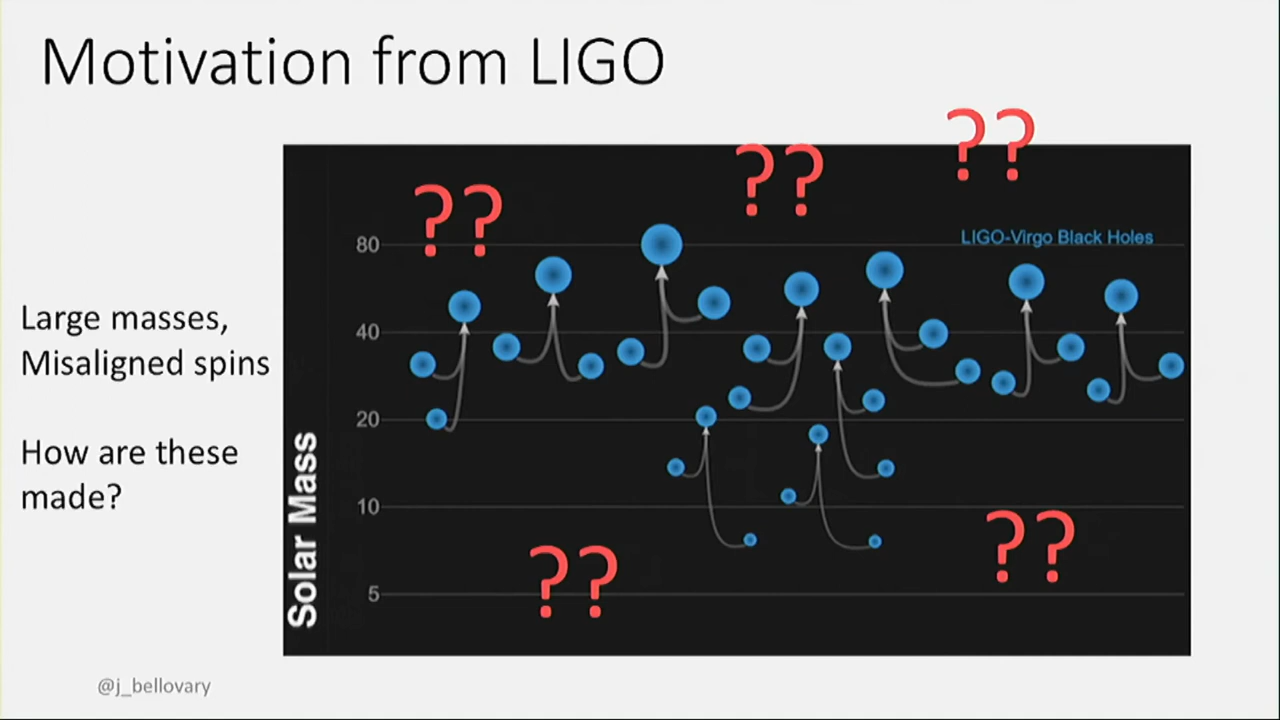 Motivation from LIGO
??
??
??
LIGO-Virgo Black Holes
80
Large masses,
Misaligned spins
40
20
How are these
made?
10
??
??
5
Solar Mass
@j_bellovary